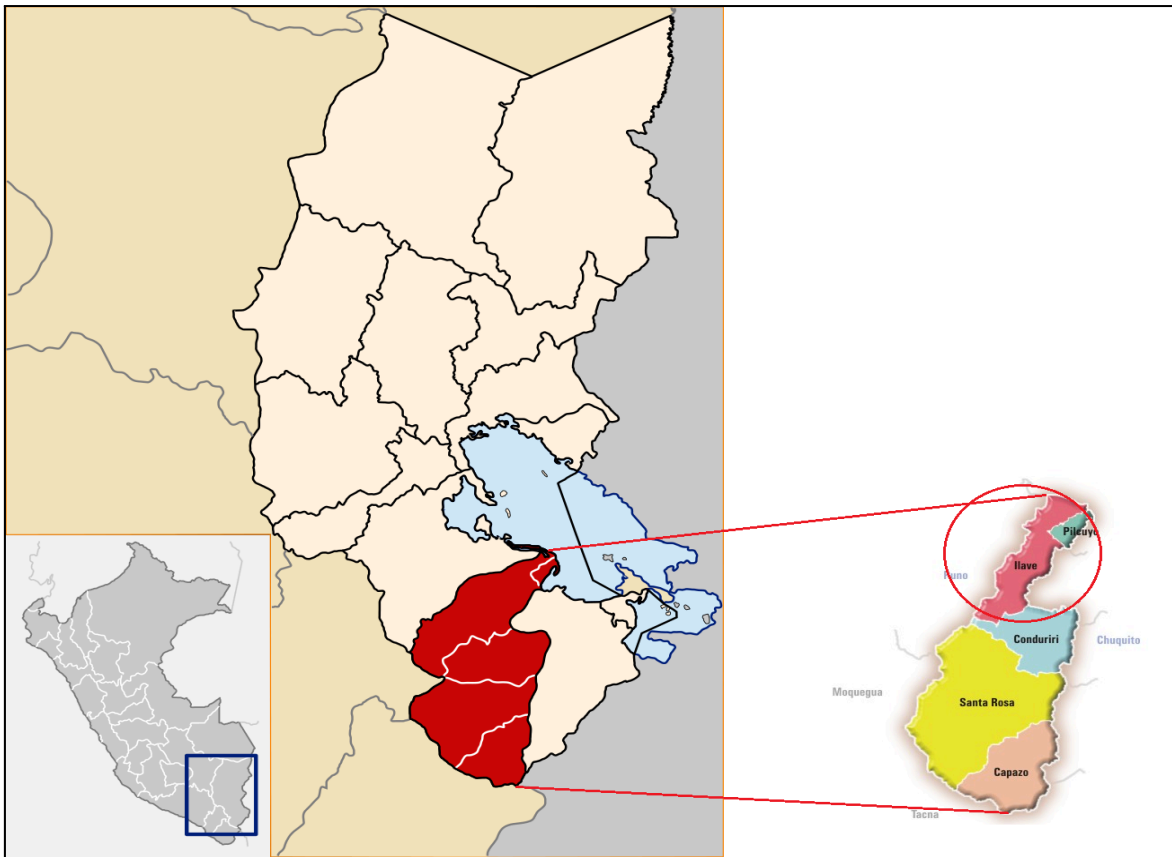 Pilcuyo
Ilave
Puno
Conduriri
Chuquito
Moquegua
Santa Rosa
Capazo
Tacna